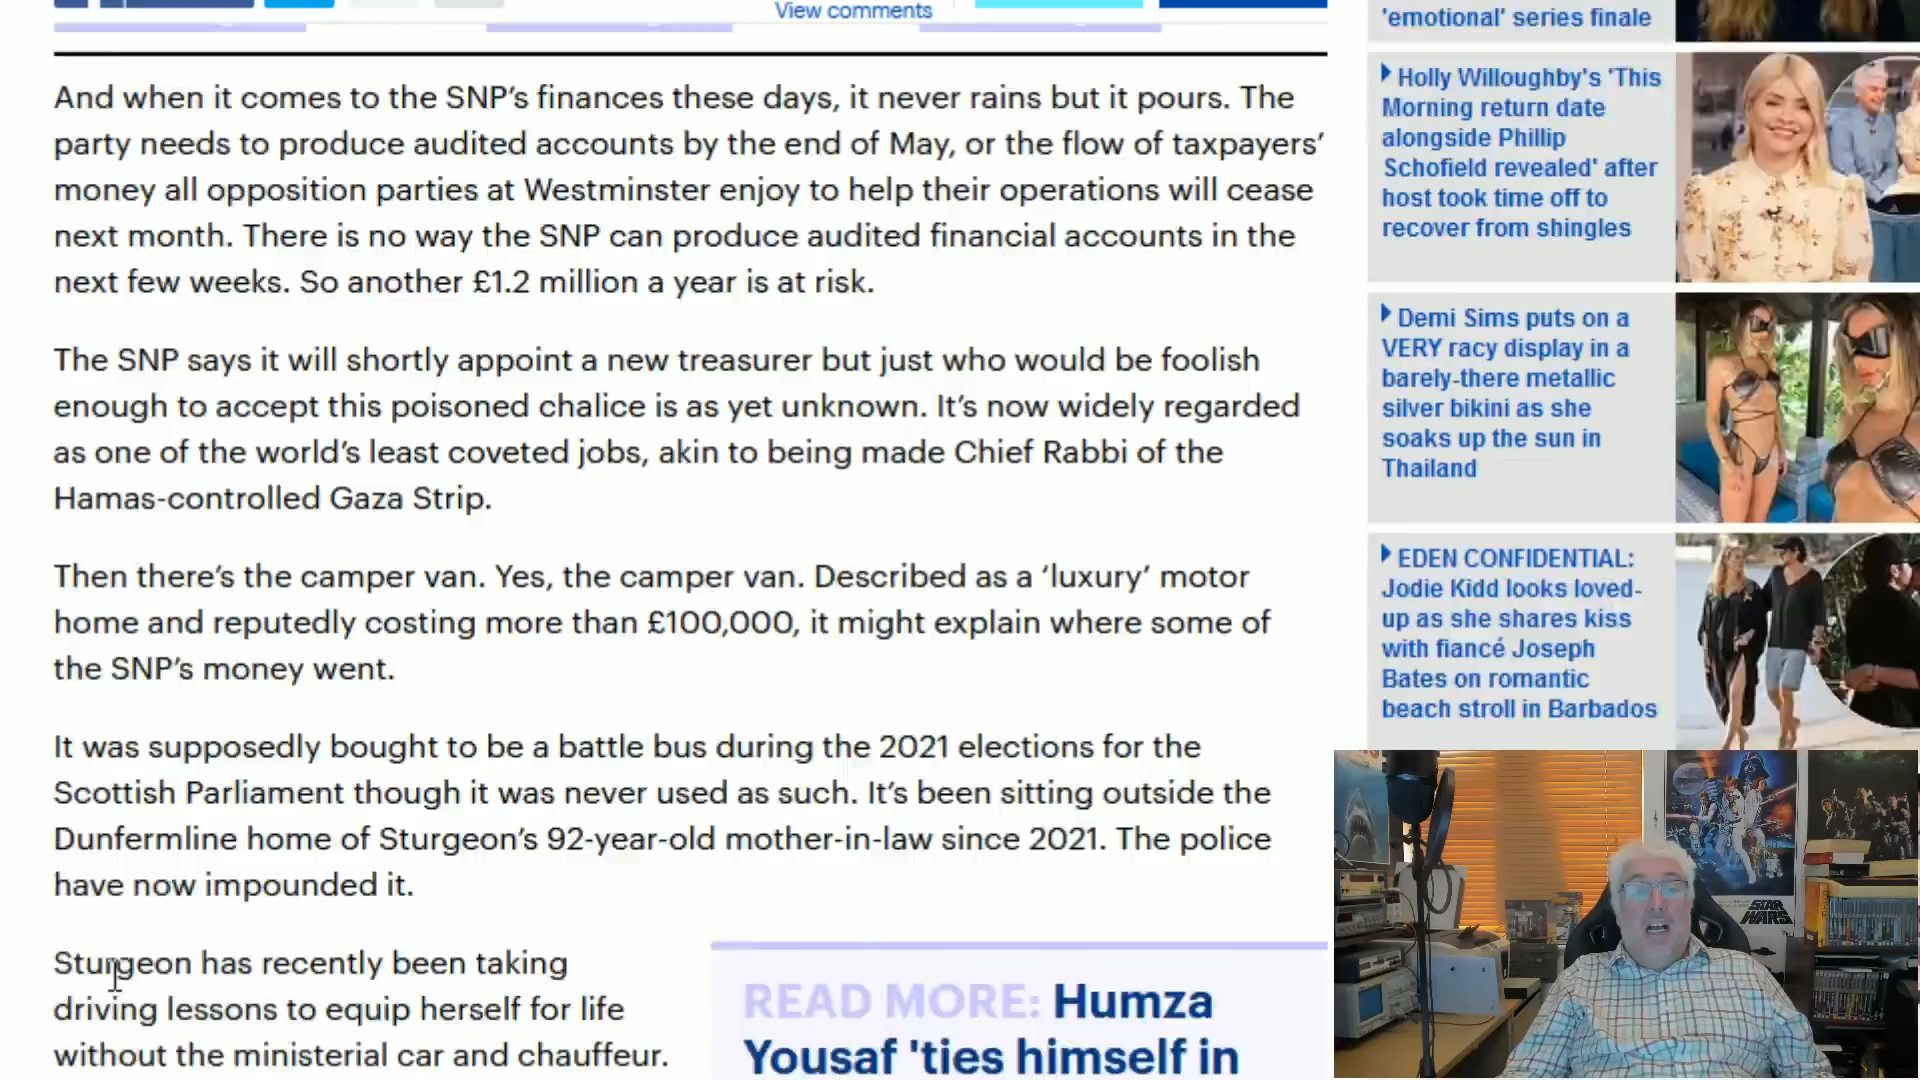 View comments
And when it comes to the SNP's finances these days, it never rains but it pours. The
party needs to produce audited accounts by the end of May, or the flow of taxpayers'
money all opposition parties at Westminster enjoy to help their operations will cease
next month. There is no way the SNP can produce audited financial accounts in the
next few weeks. So another £1.2 million a year is at risk.
The SNP says it will shortly appoint a new treasurer but just who would be foolish
enough to accept this poisoned chalice is as yet unknown. It's now widely regarded
as one of the world's least coveted jobs, akin to being made Chief Rabbi of the
Hamas-controlled Gaza Strip.
Then there's the camper van. Yes, the camper van. Described as a ‘luxury’ motor
home and reputedly costing more than £100,000, it might explain where some of
the SNP's money went.
It was supposedly bought to be a battle bus during the 2021 elections for the
Scottish Parliament though it was never used as such. It's been sitting outside the
Dunfermline home of Sturgeon's 92-year-old mother-in-law since 2021. The police
have now impounded it.
Sturgeon has recently been taking
driving lessons to equip herself for life
without the ministerial car and chauffeur.
READ MORE: Humza
Yousaf 'ties himself in
'emotional' series finale
Holly Willoughby's 'This
Morning return date
alongside Phillip
Schofield revealed' after
host took time off to
recover from shingles
Demi Sims puts on a
VERY racy display in a
barely-there metallic
silver bikini as she
soaks up the sun in
Thailand
EDEN CONFIDENTIAL:
Jodie Kidd looks loved-
up as she shares kiss
with fiancé Joseph
Bates on romantic
beach stroll in Barbados
STAR
WARS